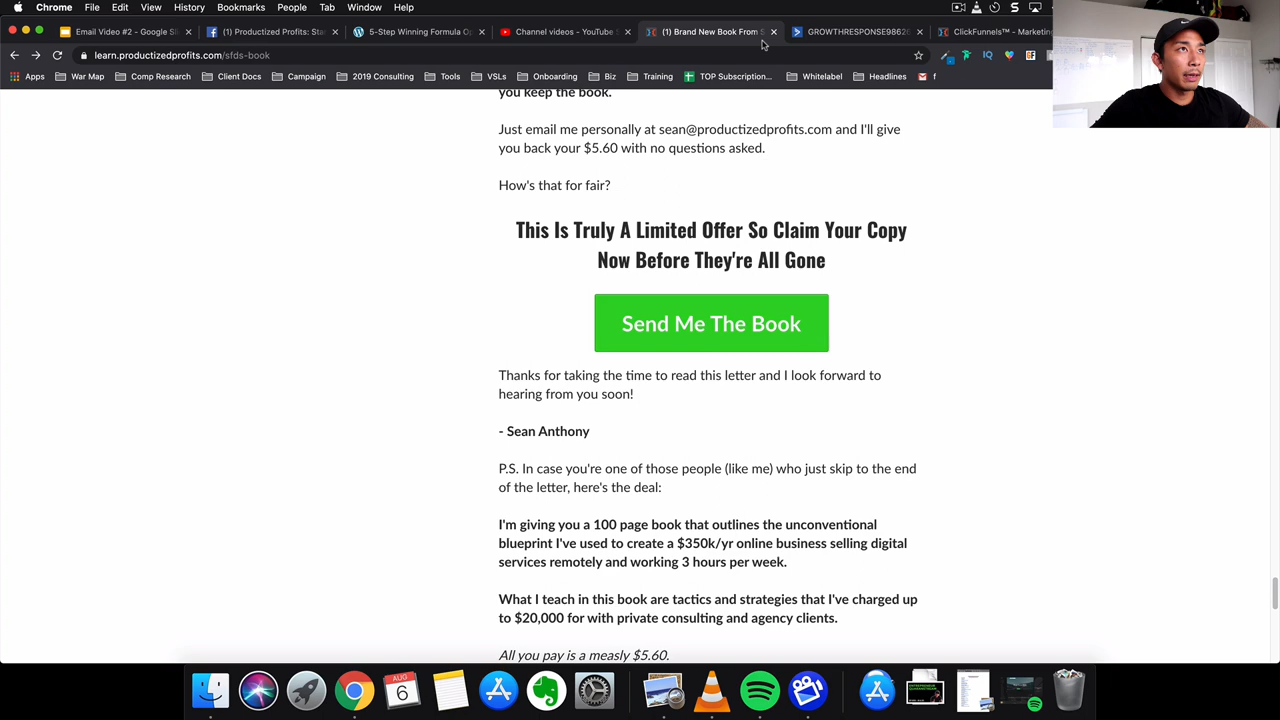 Chrome File Edit View History Bookmarks People Tab Window Help
Email Video #2 - Google Sl
(1) Productized Profits: Sta
5-Step Winning Formula Op
Channel videos - YouTube
(1) Brand New Book From S
GROWTHRESPONSE98626
ClickFunnels™ - Marketing
learn.productizedprofits.com/sfds-book
Apps War Map Comp Research Client Docs Campaign 2019 Consulting Tools VSLs Onboarding Biz Training TOP Subscription... Whitelabel Headlines f
you keep the book.
Just email me personally at sean@productizedprofits.com and I'll give
you back your $5.60 with no questions asked.
How's that for fair?
This Is Truly A Limited Offer So Claim Your Copy
Now Before They're All Gone
Send Me The Book
Thanks for taking the time to read this letter and I look forward to
hearing from you soon!
- Sean Anthony
P.S. In case you're one of those people (like me) who just skip to the end
of the letter, here's the deal:
I'm giving you a 100 page book that outlines the unconventional
blueprint I've used to create a $350k/yr online business selling digital
services remotely and working 3 hours per week.
What I teach in this book are tactics and strategies that I've charged up
to $20,000 for with private consulting and agency clients.
All you pay is a measly $5.60.
AUG
6